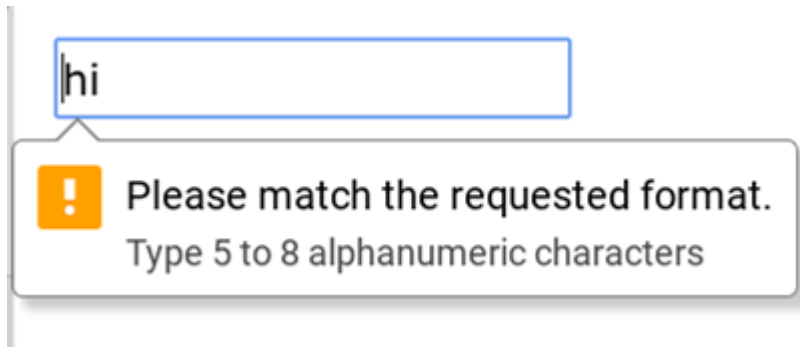 hi
Please match the requested format.
Type 5 to 8 alphanumeric characters